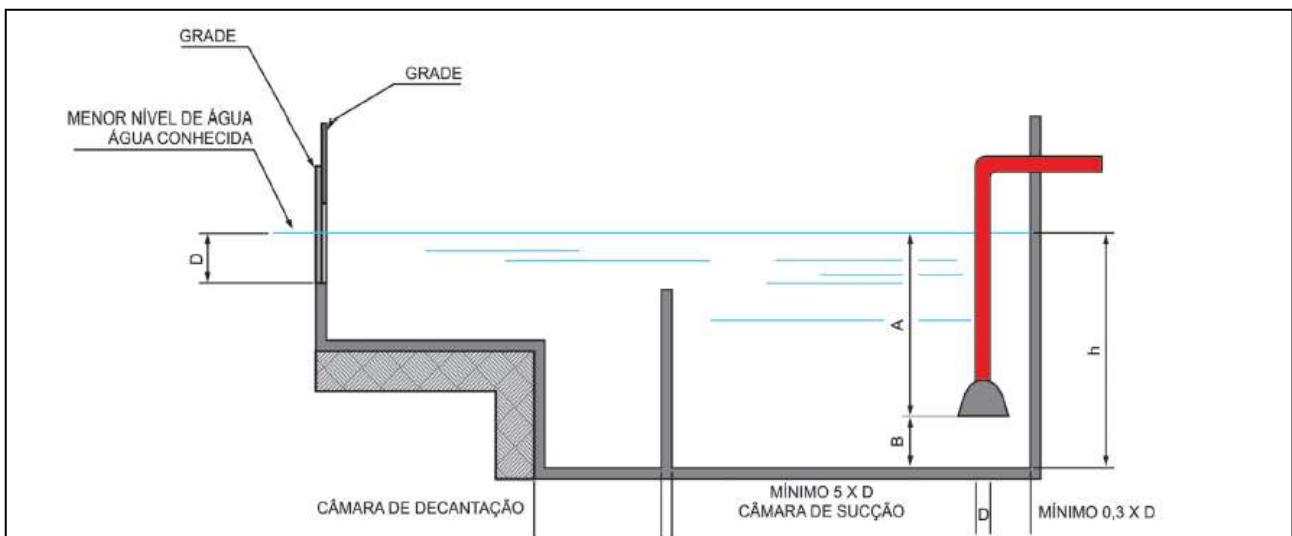 GRADE
GRADE
MENOR NÍVEL DE ÁGUA
ÁGUA CONHECIDA
D
A
h
B
CÂMARA DE DECANTAÇÃO
MÍNIMO 5 X D
CÂMARA DE SUCÇÃO
D
MÍNIMO 0,3 X D